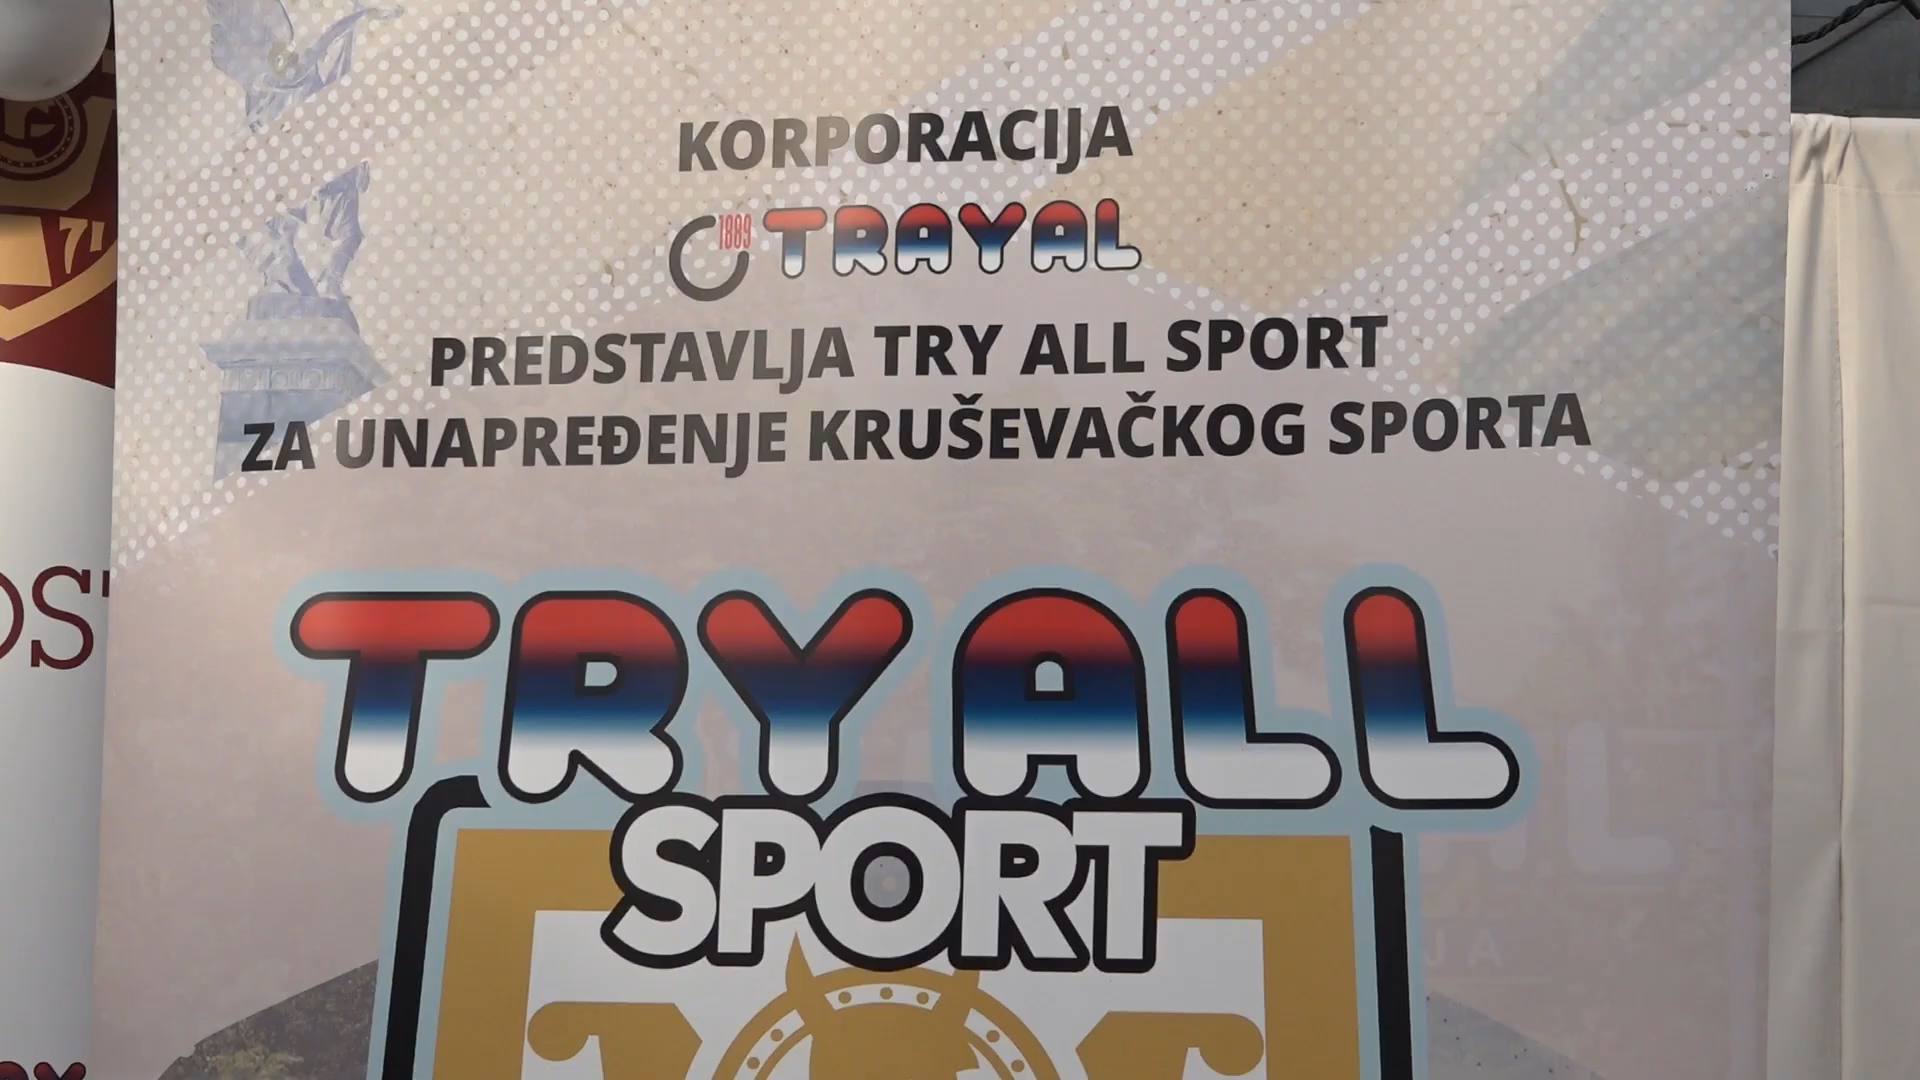 KORPORACIJA
1889 TRAYAL
PREDSTAVLJA TRY ALL SPORT
ZA UNAPREĐENJE KRUŠEVAČKOG SPORTA
TRY ALL
SPORT